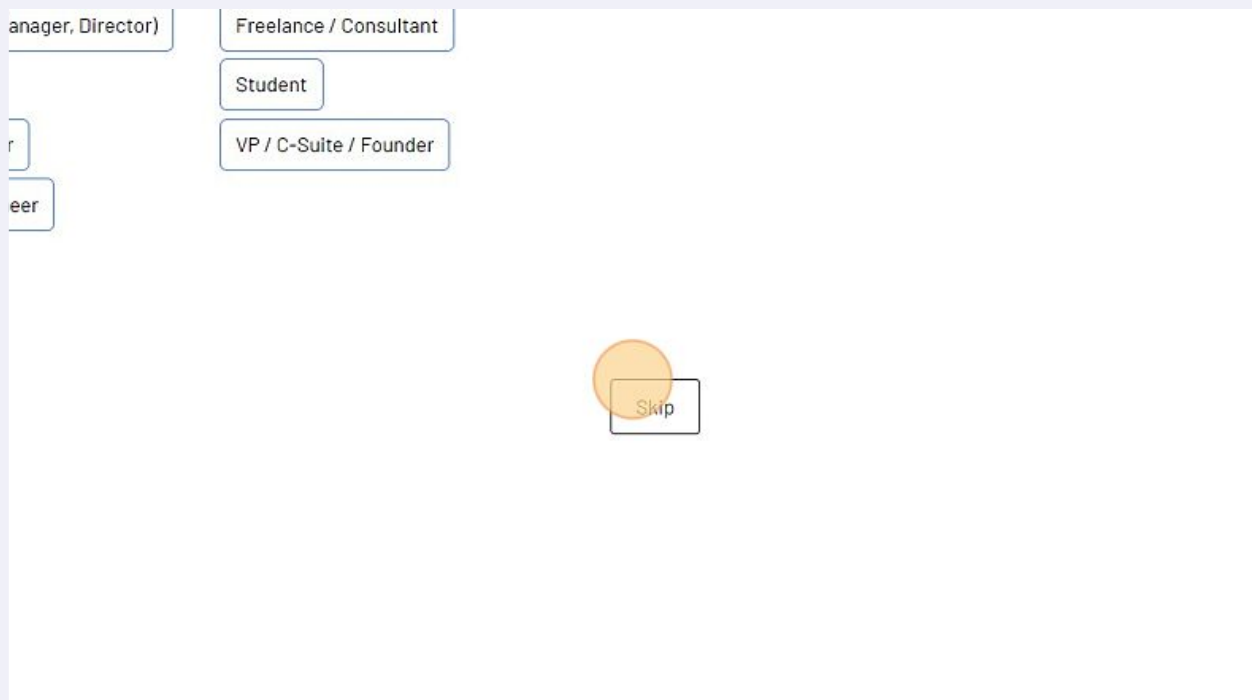 anager, Director)
Freelance / Consultant
Student
r
VP / C-Suite / Founder
eer
Skip